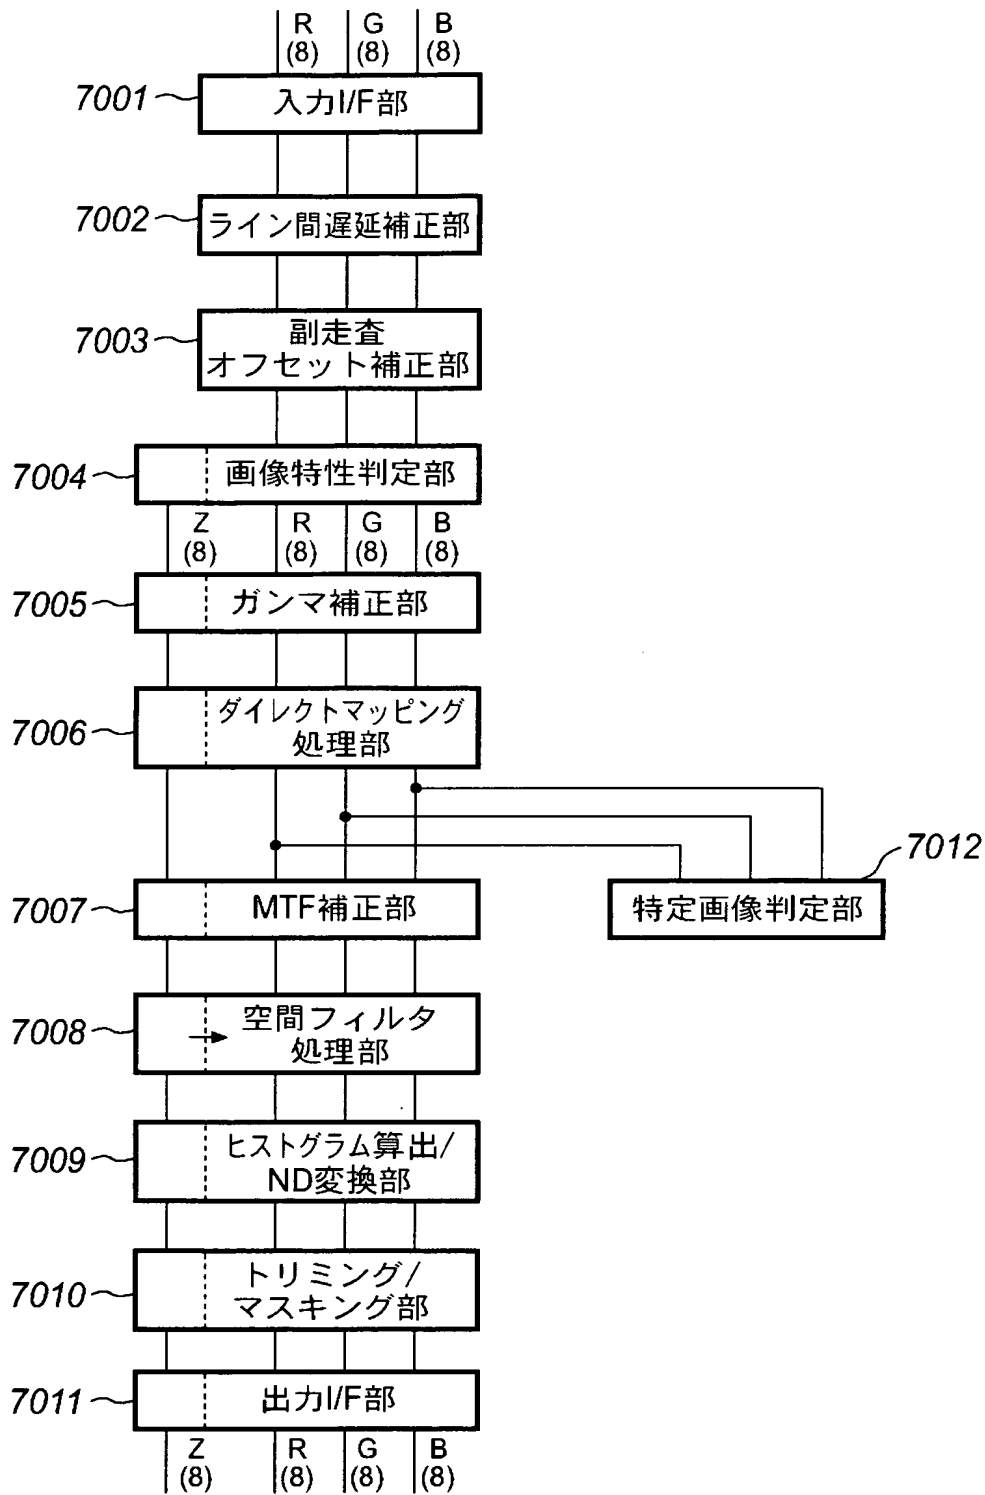 R G B
(8) (8) (8)
7001
入力I/F部
7002
ライン間遅延補正部
7003
副走査
オフセット補正部
7004
画像特性判定部
Z R G B
(8) (8) (8) (8)
7005
ガンマ補正部
7006
ダイレクトマッピング
処理部
7012
7007
MTF補正部
特定画像判定部
7008
空間フィルタ
処理部
7009
ヒストグラム算出/
ND変換部
7010
トリミング/
マスキング部
7011
出力I/F部
Z R G B
(8) (8) (8) (8)